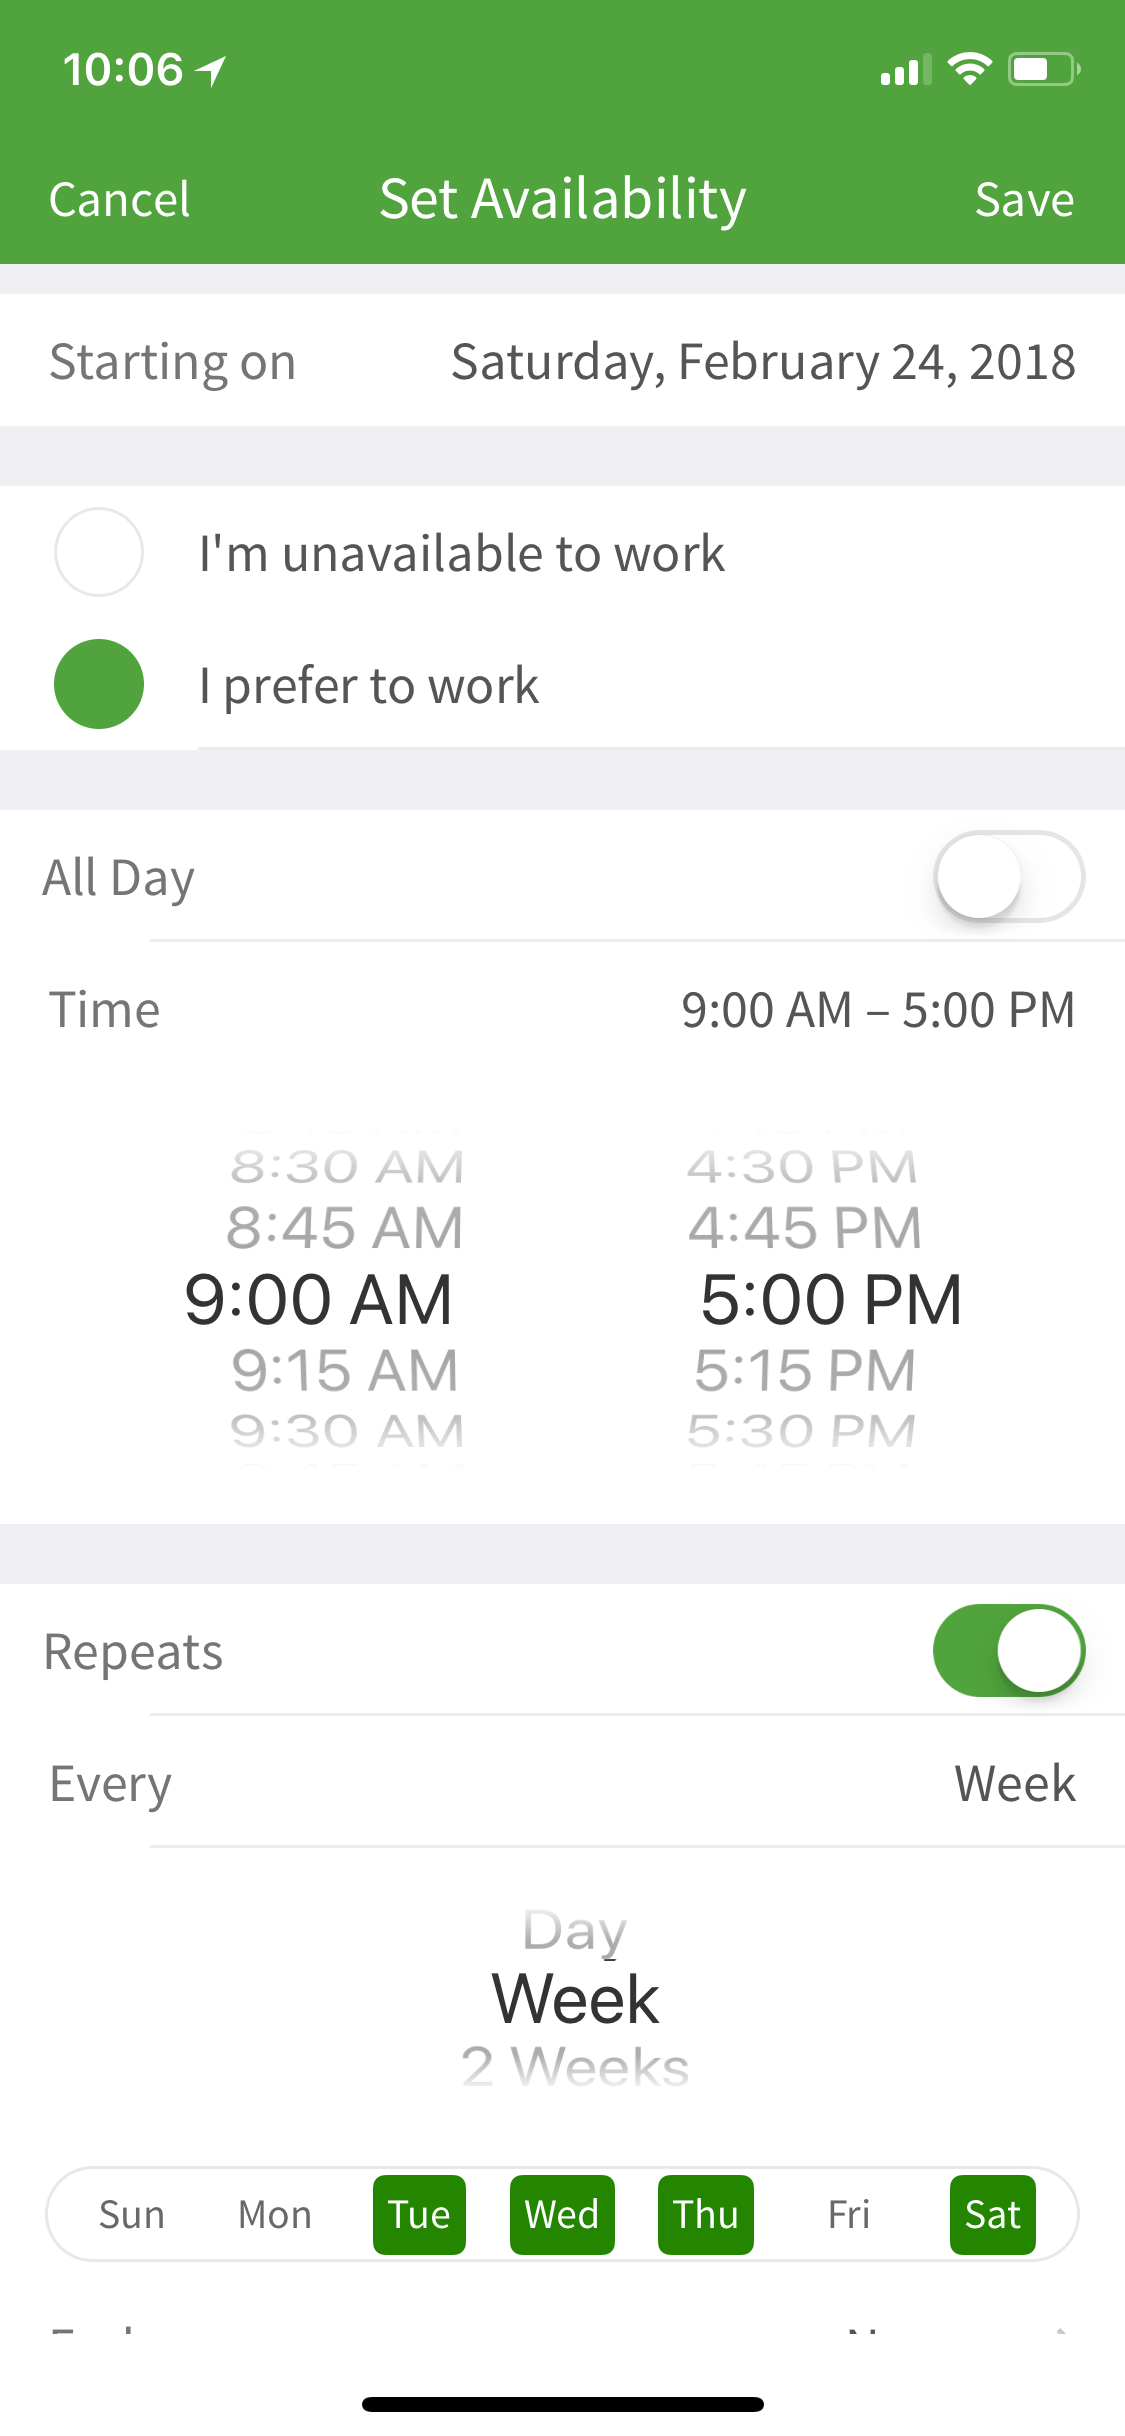 10:06
Cancel Set Availability Save
Starting on Saturday, February 24, 2018
I'm unavailable to work
I prefer to work
All Day
Time 9:00 AM – 5:00 PM
8:30 AM 4:30 PM
8:45 AM 4:45 PM
9:00 AM 5:00 PM
9:15 AM 5:15 PM
9:30 AM 5:30 PM
Repeats
Every Week
Day
Week
2 Weeks
Sun Mon Tue Wed Thu Fri Sat